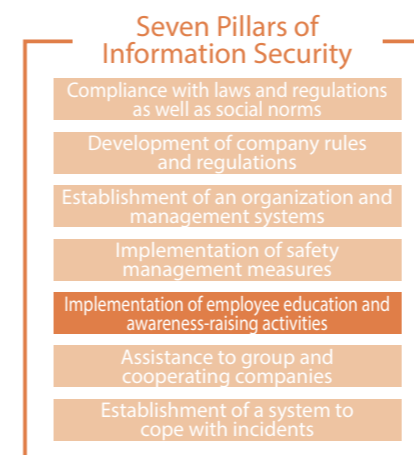 Seven Pillars of
Information Security
Compliance with laws and regulations
as well as social norms
Development of company rules
and regulations
Establishment of an organization and
management systems
Implementation of safety
management measures
Implementation of employee education and
awareness-raising activities
Assistance to group and
cooperating companies
Establishment of a system to
cope with incidents